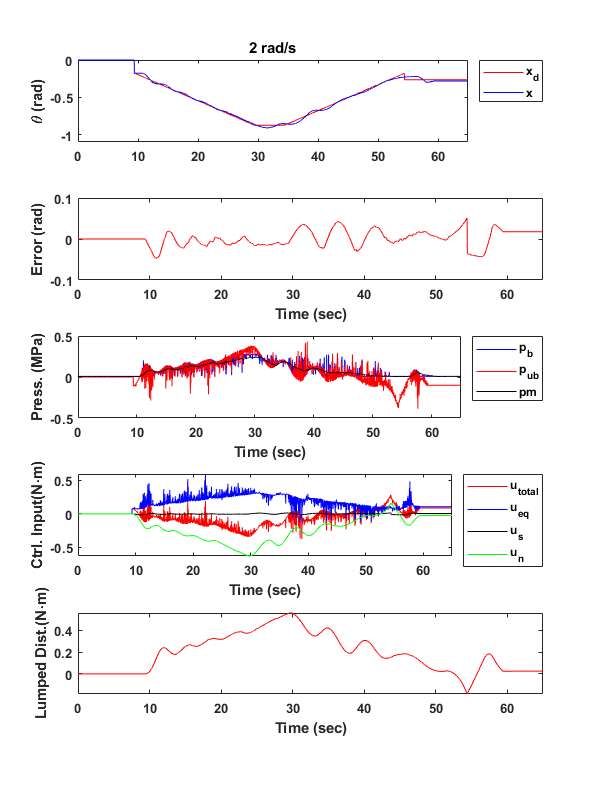 2 rad/s
0
-0.5
-1
θ (rad)
0 10 20 30 40 50 60
x_d
x
0.1
0
-0.1
Error (rad)
0 10 20 30 40 50 60
Time (sec)
0.5
0
-0.5
Press. (MPa)
0 10 20 30 40 50 60
Time (sec)
p_b
p_ub
pm
0.5
0
-0.5
Ctrl. Input(N·m)
0 10 20 30 40 50 60
Time (sec)
u_total
u_eq
u_s
u_n
0.4
0.2
0
Lumped Dist.(N·m)
0 10 20 30 40 50 60
Time (sec)